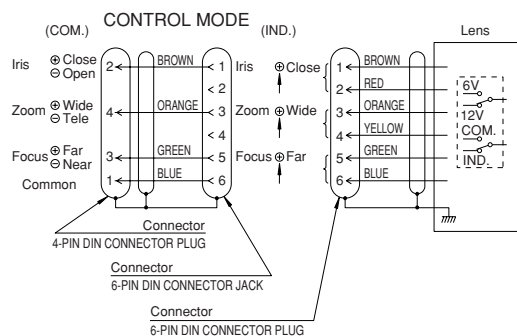 CONTROL MODE
(COM.) (IND.) Lens
Iris ⊕ Close ⊖ Open 2 BROWN 1 Iris ⊕ Close 1 BROWN
2 2 RED 6V
Zoom ⊕ Wide ⊖ Tele 4 ORANGE 3 Zoom ⊕ Wide 3 ORANGE 12V
4 4 YELLOW COM.
Focus ⊕ Far ⊖ Near 3 GREEN 5 Focus ⊕ Far 5 GREEN IND.
Common 1 BLUE 6 6 BLUE
Connector
4-PIN DIN CONNECTOR PLUG
Connector
6-PIN DIN CONNECTOR JACK
Connector
6-PIN DIN CONNECTOR PLUG